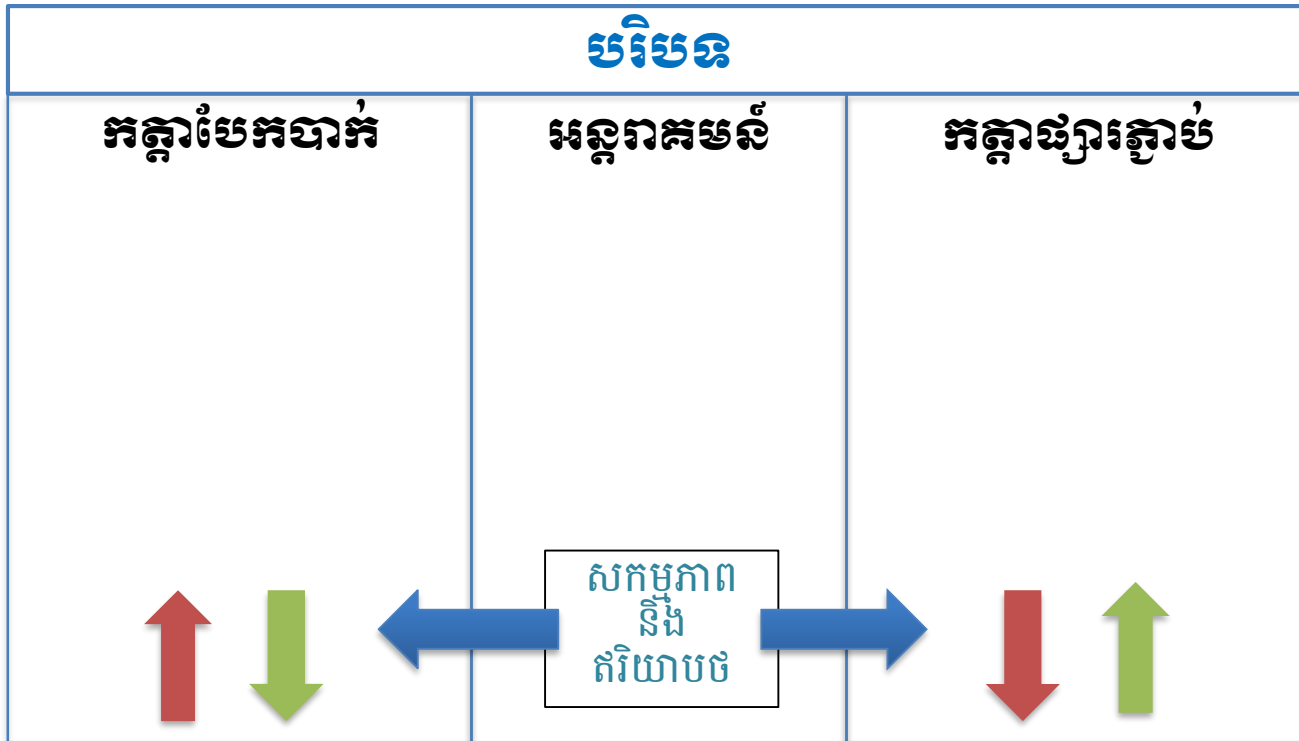 បរិបទ
កត្តាបែកបាក់
អន្តរាគមន៍
កត្តាផ្សារភ្ជាប់
សកម្មភាព
និង
ឥរិយាបថ